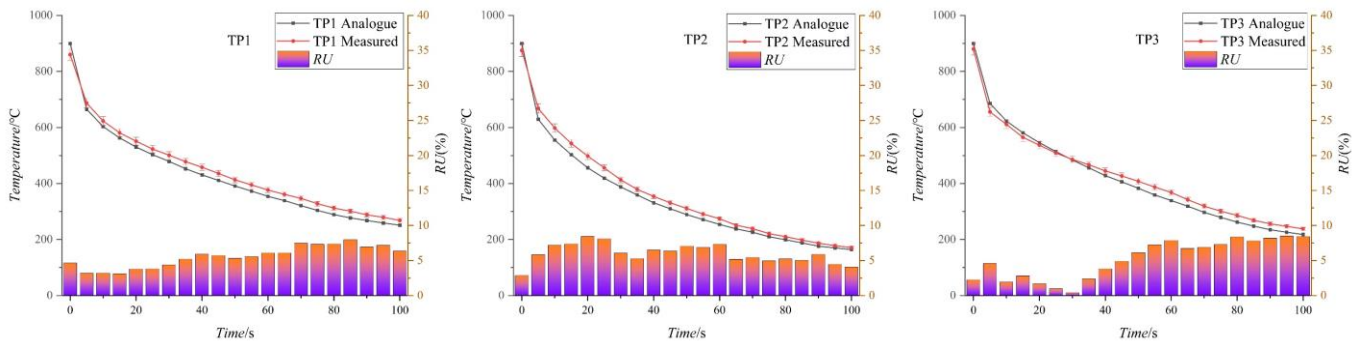 TP1
TP1 Analogue
TP1 Measured
RU
Temperature/°C
1000
800
600
400
200
0
RU(%)
40
35
30
25
20
15
10
5
0
0 20 40 60 80 100
Time/s
TP2
TP2 Analogue
TP2 Measured
RU
Temperature/°C
1000
800
600
400
200
0
RU(%)
40
35
30
25
20
15
10
5
0
0 20 40 60 80 100
Time/s
TP3
TP3 Analogue
TP3 Measured
RU
Temperature/°C
1000
800
600
400
200
0
RU(%)
40
35
30
25
20
15
10
5
0
0 20 40 60 80 100
Time/s